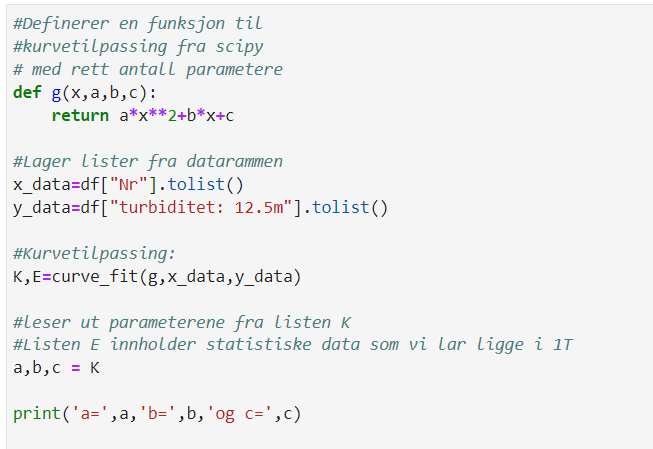 #Definerer en funksjon til
#kurvetilpassing fra scipy
# med rett antall parametere
def g(x,a,b,c):
    return a*x**2+b*x+c

#Lager lister fra datarammen
x_data=df["Nr"].tolist()
y_data=df["turbiditet: 12.5m"].tolist()

#Kurvetilpassing:
K,E=curve_fit(g,x_data,y_data)

#leser ut parameterene fra listen K
#Listen E innholder statistiske data som vi lar ligge i 1T
a,b,c = K

print('a=',a,'b=',b,'og c=',c)